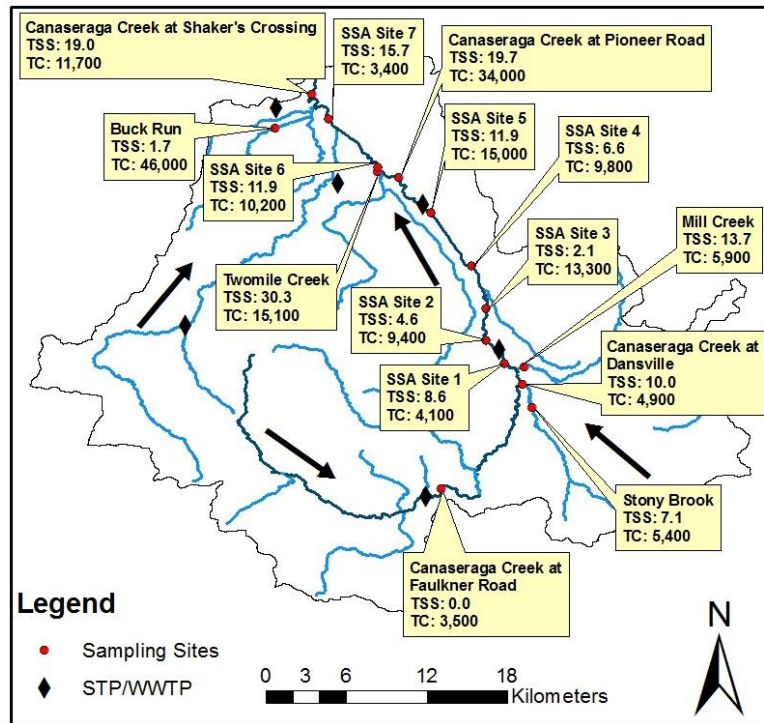 Canaseraga Creek at Shaker's Crossing
TSS: 19.0
TC: 11,700
SSA Site 7
TSS: 15.7
TC: 3,400
Canaseraga Creek at Pioneer Road
TSS: 19.7
TC: 34,000
Buck Run
TSS: 1.7
TC: 46,000
SSA Site 5
TSS: 11.9
TC: 15,000
SSA Site 4
TSS: 6.6
TC: 9,800
SSA Site 6
TSS: 11.9
TC: 10,200
SSA Site 3
TSS: 2.1
TC: 13,300
Mill Creek
TSS: 13.7
TC: 5,900
Twomile Creek
TSS: 30.3
TC: 15,100
SSA Site 2
TSS: 4.6
TC: 9,400
Canaseraga Creek at
Dansville
TSS: 10.0
TC: 4,900
SSA Site 1
TSS: 8.6
TC: 4,100
Stony Brook
TSS: 7.1
TC: 5,400
Canaseraga Creek at
Faulkner Road
TSS: 0.0
TC: 3,500
Legend
Sampling Sites
STP/WWTP
0 3 6 12 18
Kilometers
N